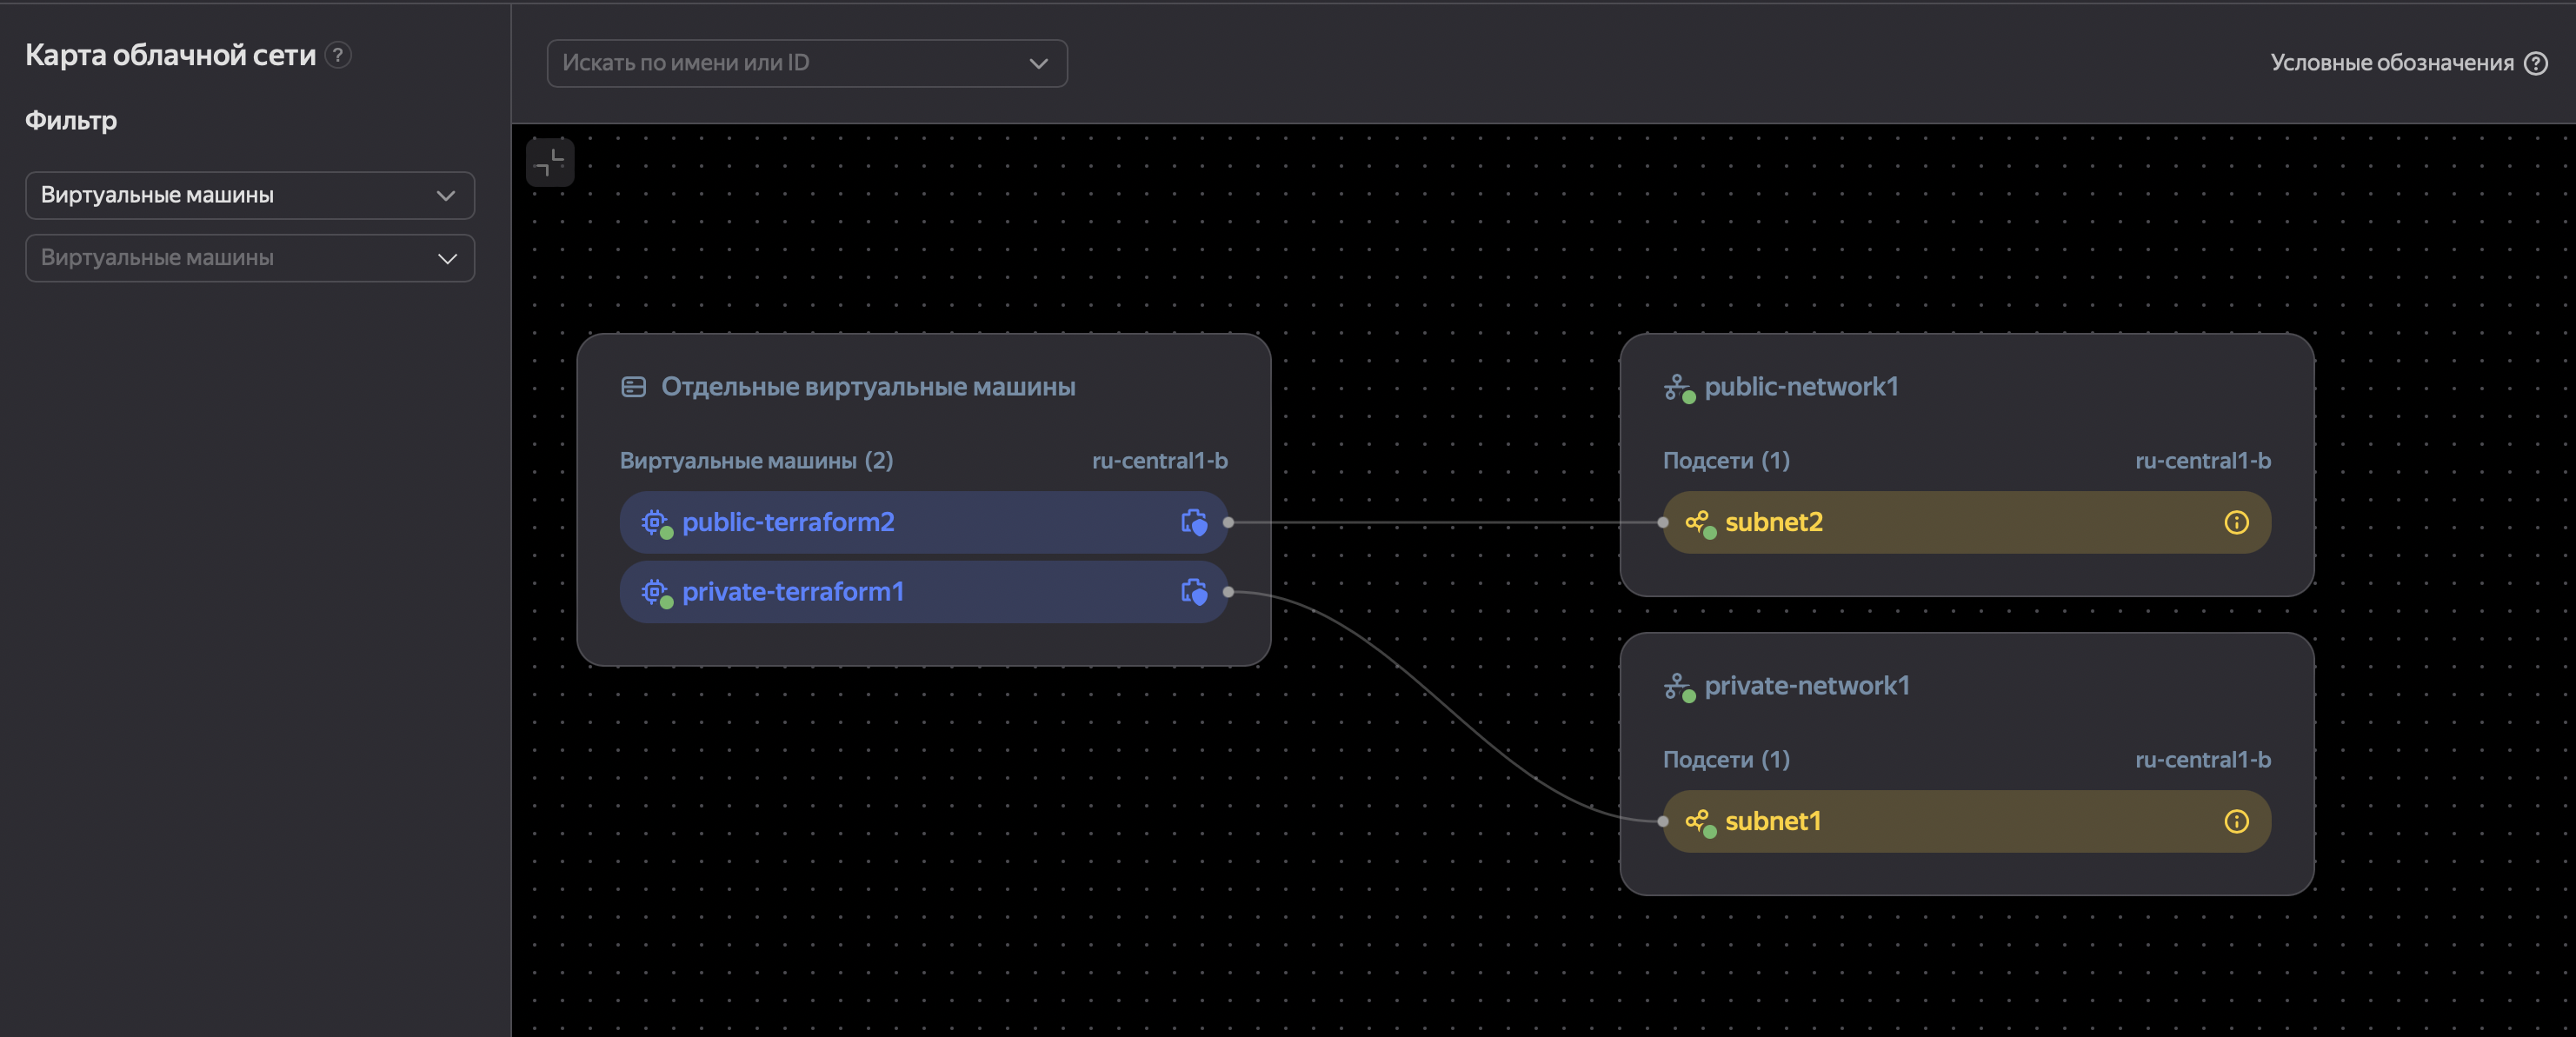 Карта облачной сети ?
Искать по имени или ID
Условные обозначения ?
Фильтр
Виртуальные машины
Виртуальные машины
Отдельные виртуальные машины
Виртуальные машины (2) ru-central1-b
public-terraform2
private-terraform1
public-network1
Подсети (1) ru-central1-b
subnet2
private-network1
Подсети (1) ru-central1-b
subnet1